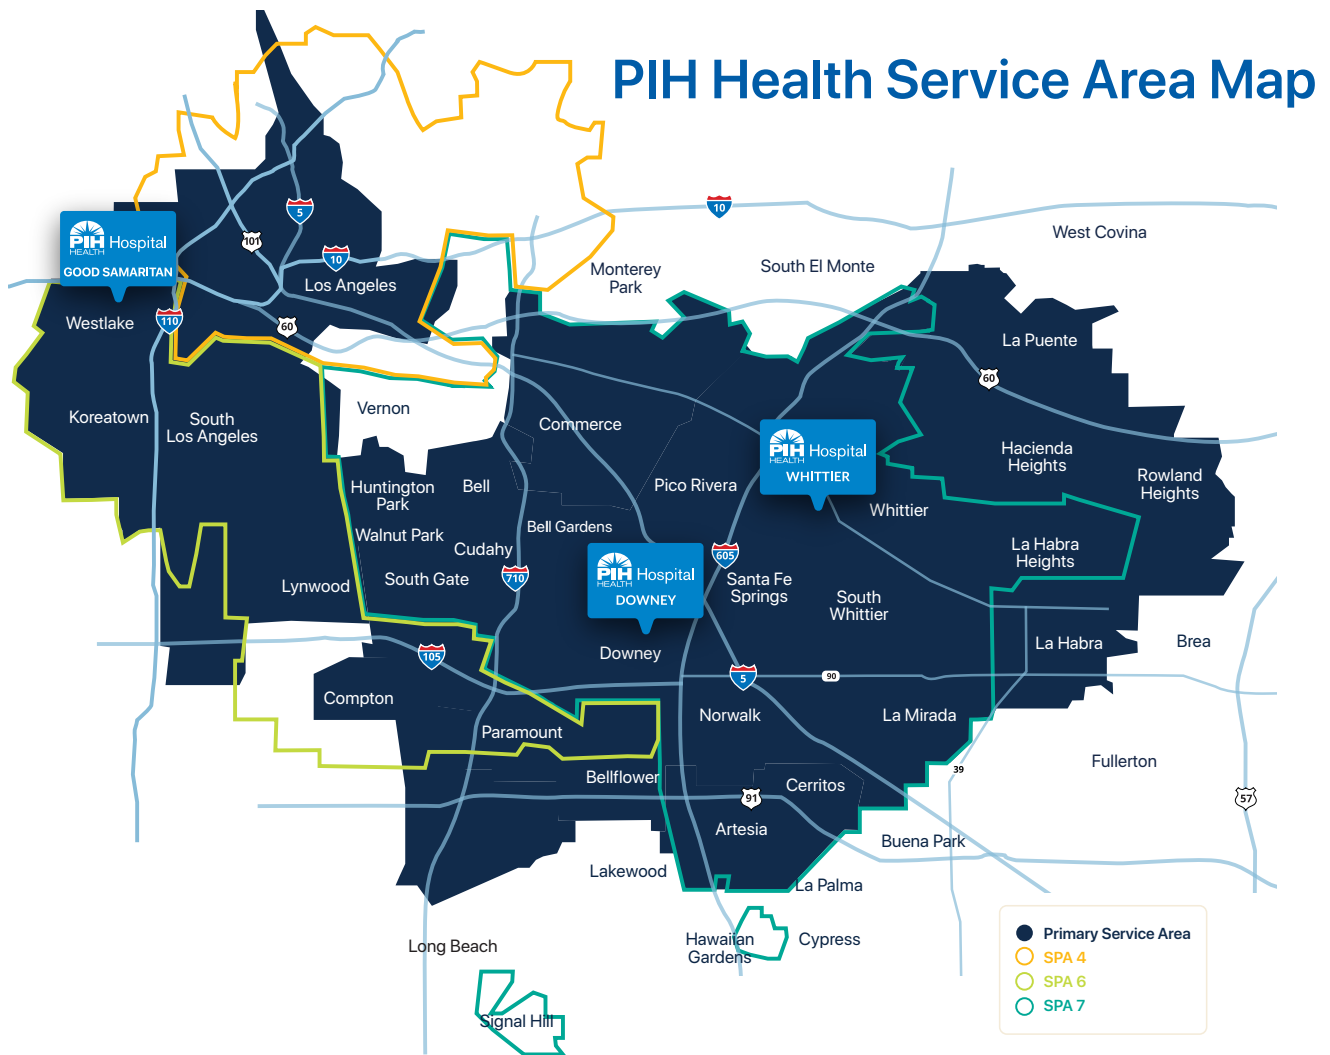 PIH Health Service Area Map
10
West Covina
5
101
PIH
HEALTH
Hospital
GOOD SAMARITAN
10
South El Monte
Monterey
Park
Los Angeles
110
Westlake
60
La Puente
60
Vernon
Koreatown
South
Los Angeles
Commerce
PIH
HEALTH
Hospital
WHITTIER
Hacienda
Heights
Rowland
Heights
Huntington
Park
Bell
Pico Rivera
Whittier
Walnut Park
Bell Gardens
Cudahy
La Habra
Heights
605
PIH
HEALTH
Hospital
DOWNEY
Lynwood
South Gate
710
Santa Fe
Springs
South
Whittier
105
Downey
La Habra
Brea
5
90
Compton
Norwalk
La Mirada
Paramount
Fullerton
39
Bellflower
Cerritos
91
57
Artesia
Buena Park
Lakewood
La Palma
Long Beach
Hawaiian
Gardens
Cypress
Signal Hill
Primary Service Area
SPA 4
SPA 6
SPA 7